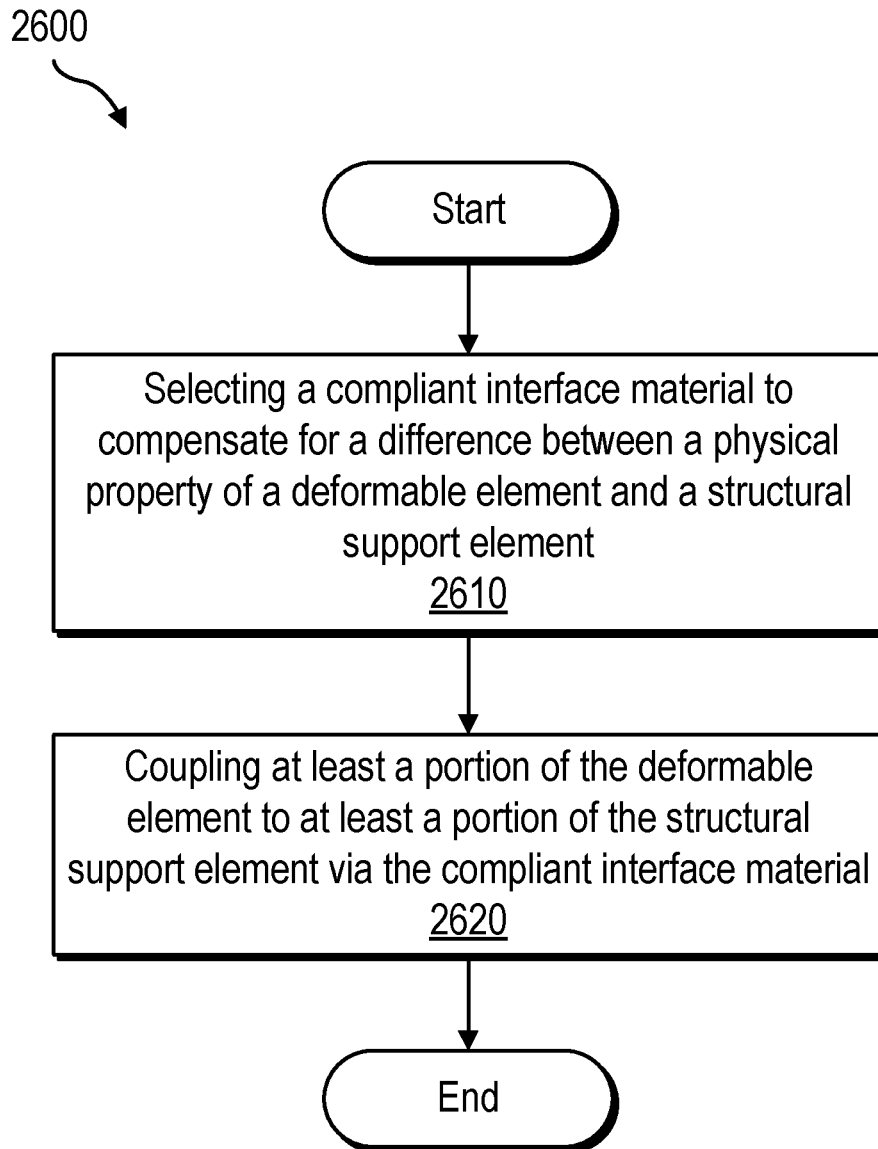 2600
Start
Selecting a compliant interface material to
compensate for a difference between a physical
property of a deformable element and a structural
support element
2610
Coupling at least a portion of the deformable
element to at least a portion of the structural
support element via the compliant interface material
2620
End